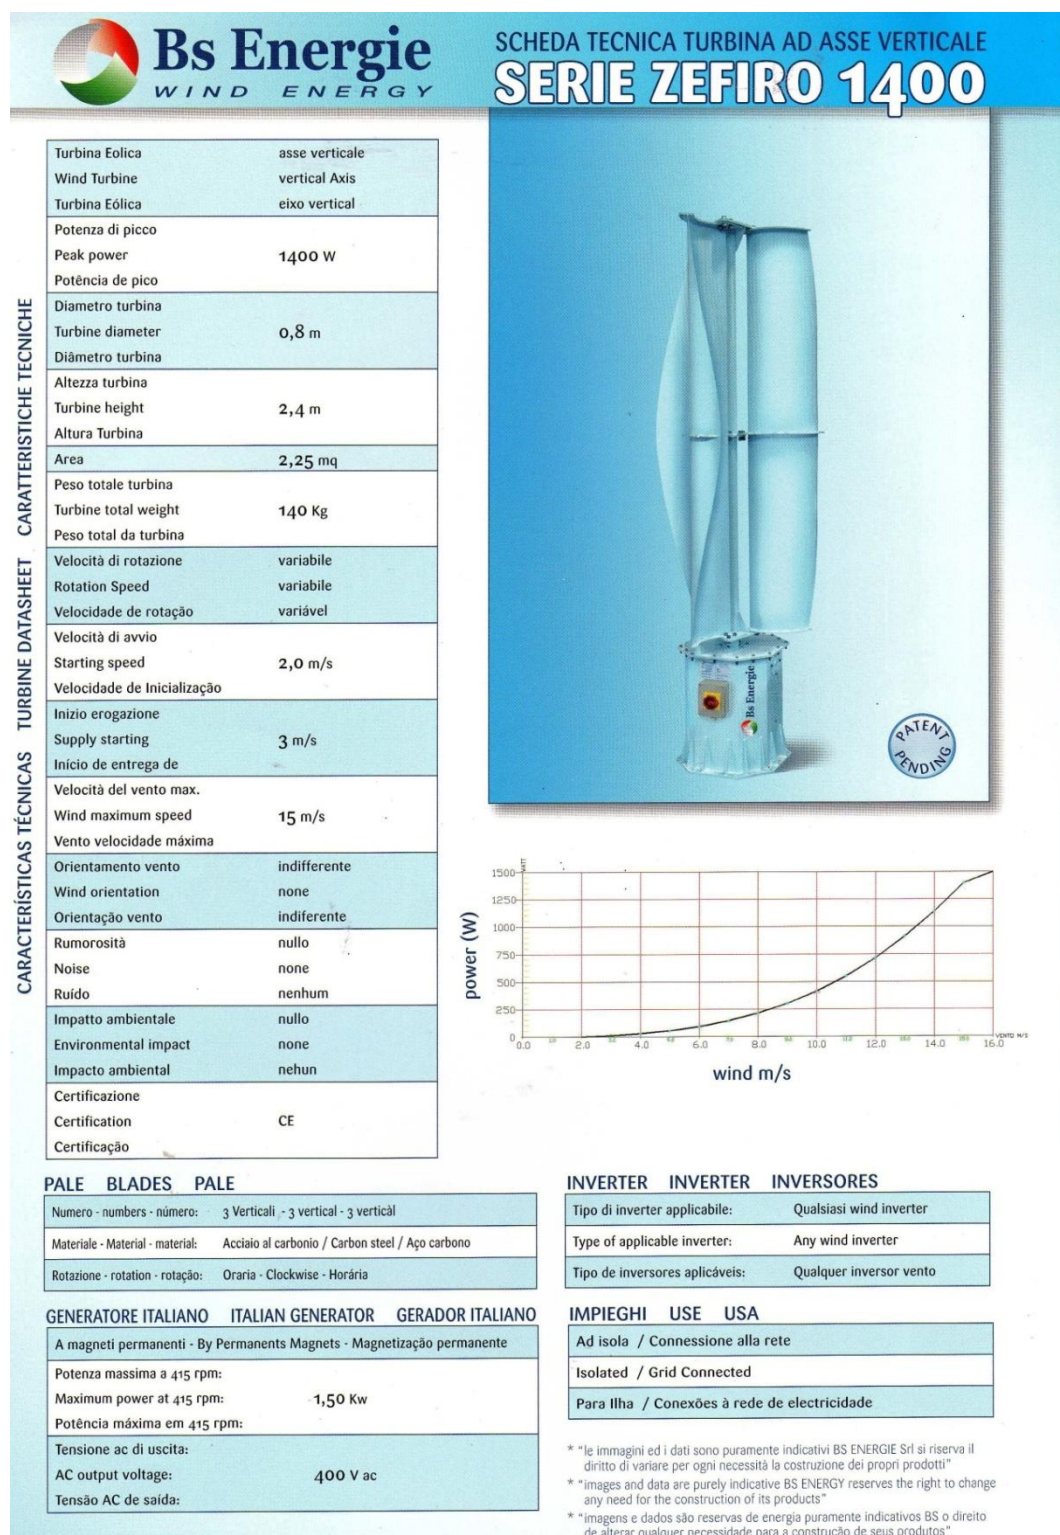 Bs Energie
WIND ENERGY
SCHEDA TECNICA TURBINA AD ASSE VERTICALE
SERIE ZEFIRO 1400
CARACTERÍSTICAS TÉCNICAS TURBINE DATASHEET CARATTERISTICHE TECNICHE
Turbina Eolica asse verticale
Wind Turbine vertical Axis
Turbina Eólica eixo vertical
Potenza di picco
Peak power 1400 W
Potência de pico
Diametro turbina
Turbine diameter 0,8 m
Diâmetro turbina
Altezza turbina
Turbine height 2,4 m
Altura Turbina
Area 2,25 mq
Peso totale turbina
Turbine total weight 140 Kg
Peso total da turbina
Velocità di rotazione variabile
Rotation Speed variabile
Velocidade de rotação variável
Velocità di avvio
Starting speed 2,0 m/s
Velocidade de Inicialização
Inizio erogazione
Supply starting 3 m/s
Início de entrega de
Velocità del vento max.
Wind maximum speed 15 m/s
Vento velocidade máxima
Orientamento vento indifferente
Wind orientation none
Orientação vento indiferente
Rumorosità nullo
Noise none
Ruído nenhum
Impatto ambientale nullo
Environmental impact none
Impacto ambiental nehun
Certificazione
Certification CE
Certificação
Bs Energie
PATENT PENDING
WATT
1500
1250
1000
750
500
250
0
power (W)
0.0 2.0 4.0 6.0 8.0 10.0 12.0 14.0 16.0
VENTO M/S
wind m/s
PALE BLADES PALE
Numero - numbers - número: 3 Verticali - 3 vertical - 3 verticàl
Materiale - Material - material: Acciaio al carbonio / Carbon steel / Aço carbono
Rotazione - rotation - rotação: Oraria - Clockwise - Horária
INVERTER INVERTER INVERSORES
Tipo di inverter applicabile: Qualsiasi wind inverter
Type of applicable inverter: Any wind inverter
Tipo de inversores aplicáveis: Qualquer inversor vento
GENERATORE ITALIANO ITALIAN GENERATOR GERADOR ITALIANO
A magneti permanenti - By Permanents Magnets - Magnetização permanente
Potenza massima a 415 rpm:
Maximum power at 415 rpm: 1,50 Kw
Potência máxima em 415 rpm:
Tensione ac di uscita:
AC output voltage: 400 V ac
Tensão AC de saída:
IMPIEGHI USE USA
Ad isola / Connessione alla rete
Isolated / Grid Connected
Para Ilha / Conexões à rede de electricidade
* "le immagini ed i dati sono puramente indicativi BS ENERGIE Srl si riserva il
diritto di variare per ogni necessità la costruzione dei propri prodotti"
* "images and data are purely indicative BS ENERGY reserves the right to change
any need for the construction of its products"
* "imagens e dados são reservas de energia puramente indicativos BS o direito
de alterar qualquer necessidade para a construção de seus produtos"